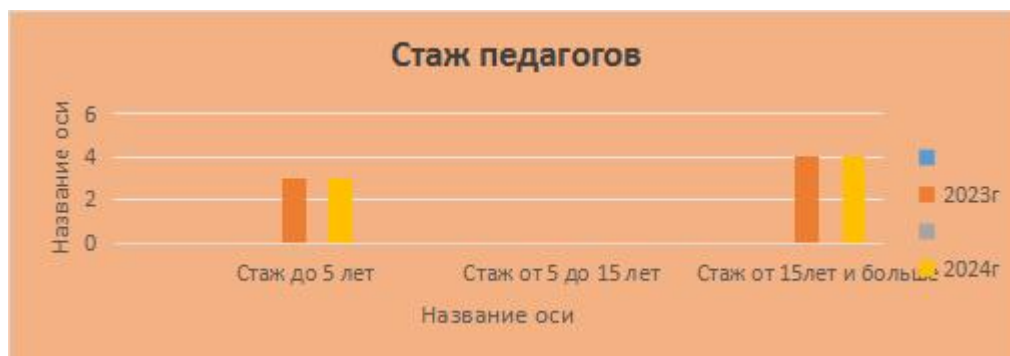 Стаж педагогов
Название оси
6
4
2
0
Стаж до 5 лет
Стаж от 5 до 15 лет
Стаж от 15лет и больше
Название оси
2023г
2024г